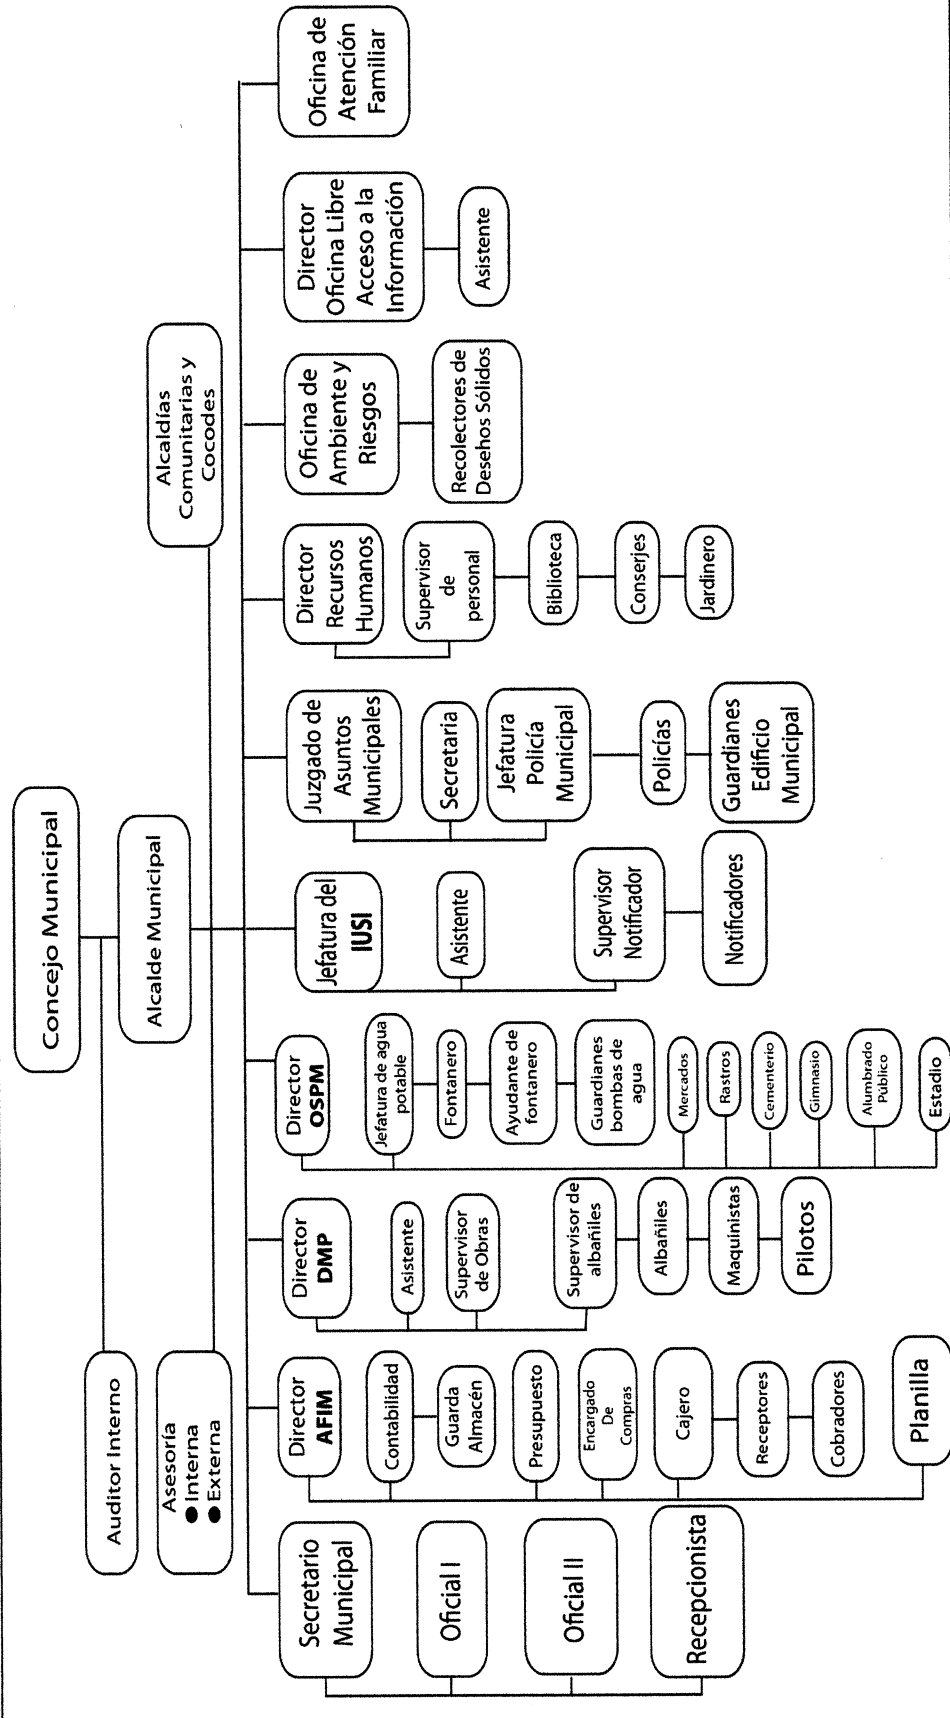 Concejo Municipal
Auditor Interno
Alcalde Municipal
Asesoría
● Interna
● Externa
Alcaldías
Comunitarias y
Cocodes
Secretario
Municipal
Oficial I
Oficial II
Recepcionista
Director
AFIM
Contabilidad
Guarda
Almacén
Presupuesto
Encargado
De
Compras
Cajero
Receptores
Cobradores
Planilla
Director
DMP
Asistente
Supervisor
de Obras
Supervisor de
albañiles
Albañiles
Maquinistas
Pilotos
Director
OSPM
Jefatura de agua
potable
Fontanero
Ayudante de
fontanero
Guardianes
bombas de
agua
Mercados
Rastros
Cementerio
Gimnasio
Alumbrado
Público
Estadio
Jefatura del
IUSI
Asistente
Supervisor
Notificador
Notificadores
Juzgado de
Asuntos
Municipales
Secretaria
Jefatura
Policía
Municipal
Policías
Guardianes
Edificio
Municipal
Director
Recursos
Humanos
Supervisor
de
personal
Biblioteca
Conserjes
Jardinero
Oficina de
Ambiente y
Riesgos
Recolectores de
Desehos Sólidos
Director
Oficina Libre
Acceso a la
Información
Asistente
Oficina de
Atención
Familiar